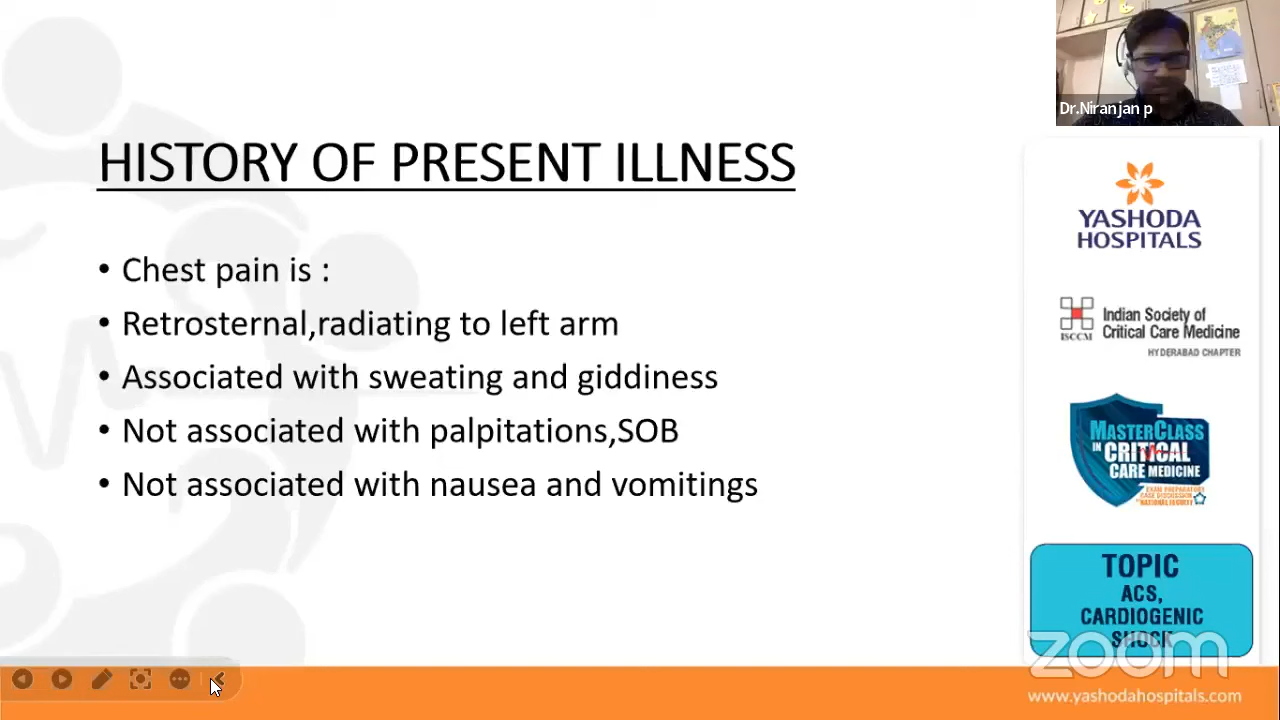 Dr.Niranjan p
HISTORY OF PRESENT ILLNESS
• Chest pain is :
• Retrosternal,radiating to left arm
• Associated with sweating and giddiness
• Not associated with palpitations,SOB
• Not associated with nausea and vomitings
YASHODA
HOSPITALS
ISCCM
Indian Society of
Critical Care Medicine
HYDERABAD CHAPTER
MASTERCLASS
IN CRITICAL
CARE MEDICINE
EXAM PREPARATORY
CASE DISCUSSION
TOPIC
ACS,
CARDIOGENIC
SHOCK
zoom
www.yashodahospitals.com